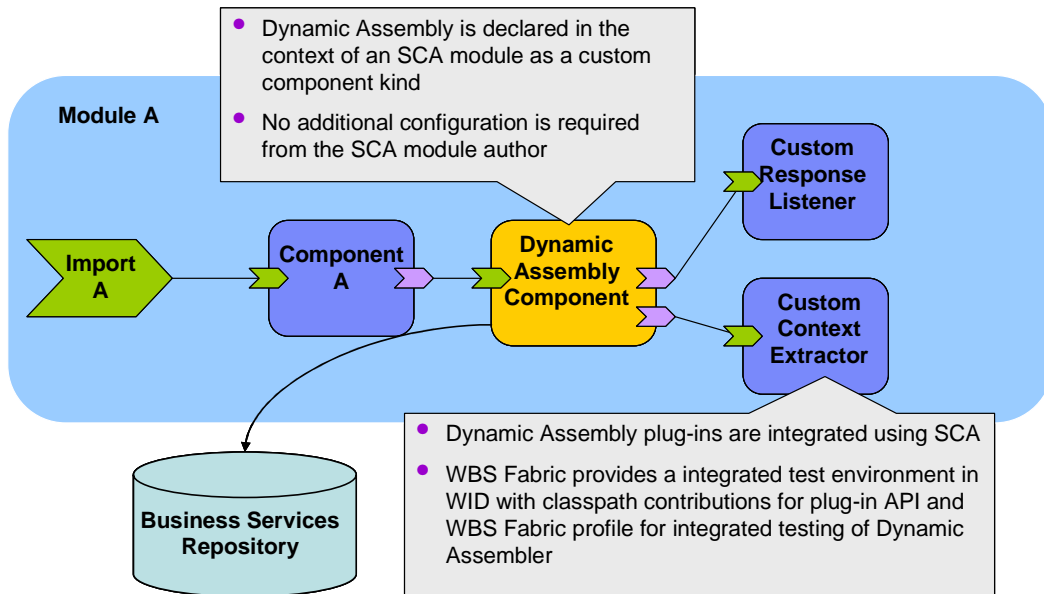 Dynamic Assembly is declared in the
context of an SCA module as a custom
component kind
No additional configuration is required
from the SCA module author
Module A
Import
A
Component
A
Dynamic
Assembly
Component
Custom
Response
Listener
Custom
Context
Extractor
Business Services
Repository
Dynamic Assembly plug-ins are integrated using SCA
WBS Fabric provides a integrated test environment in
WID with classpath contributions for plug-in API and
WBS Fabric profile for integrated testing of Dynamic
Assembler